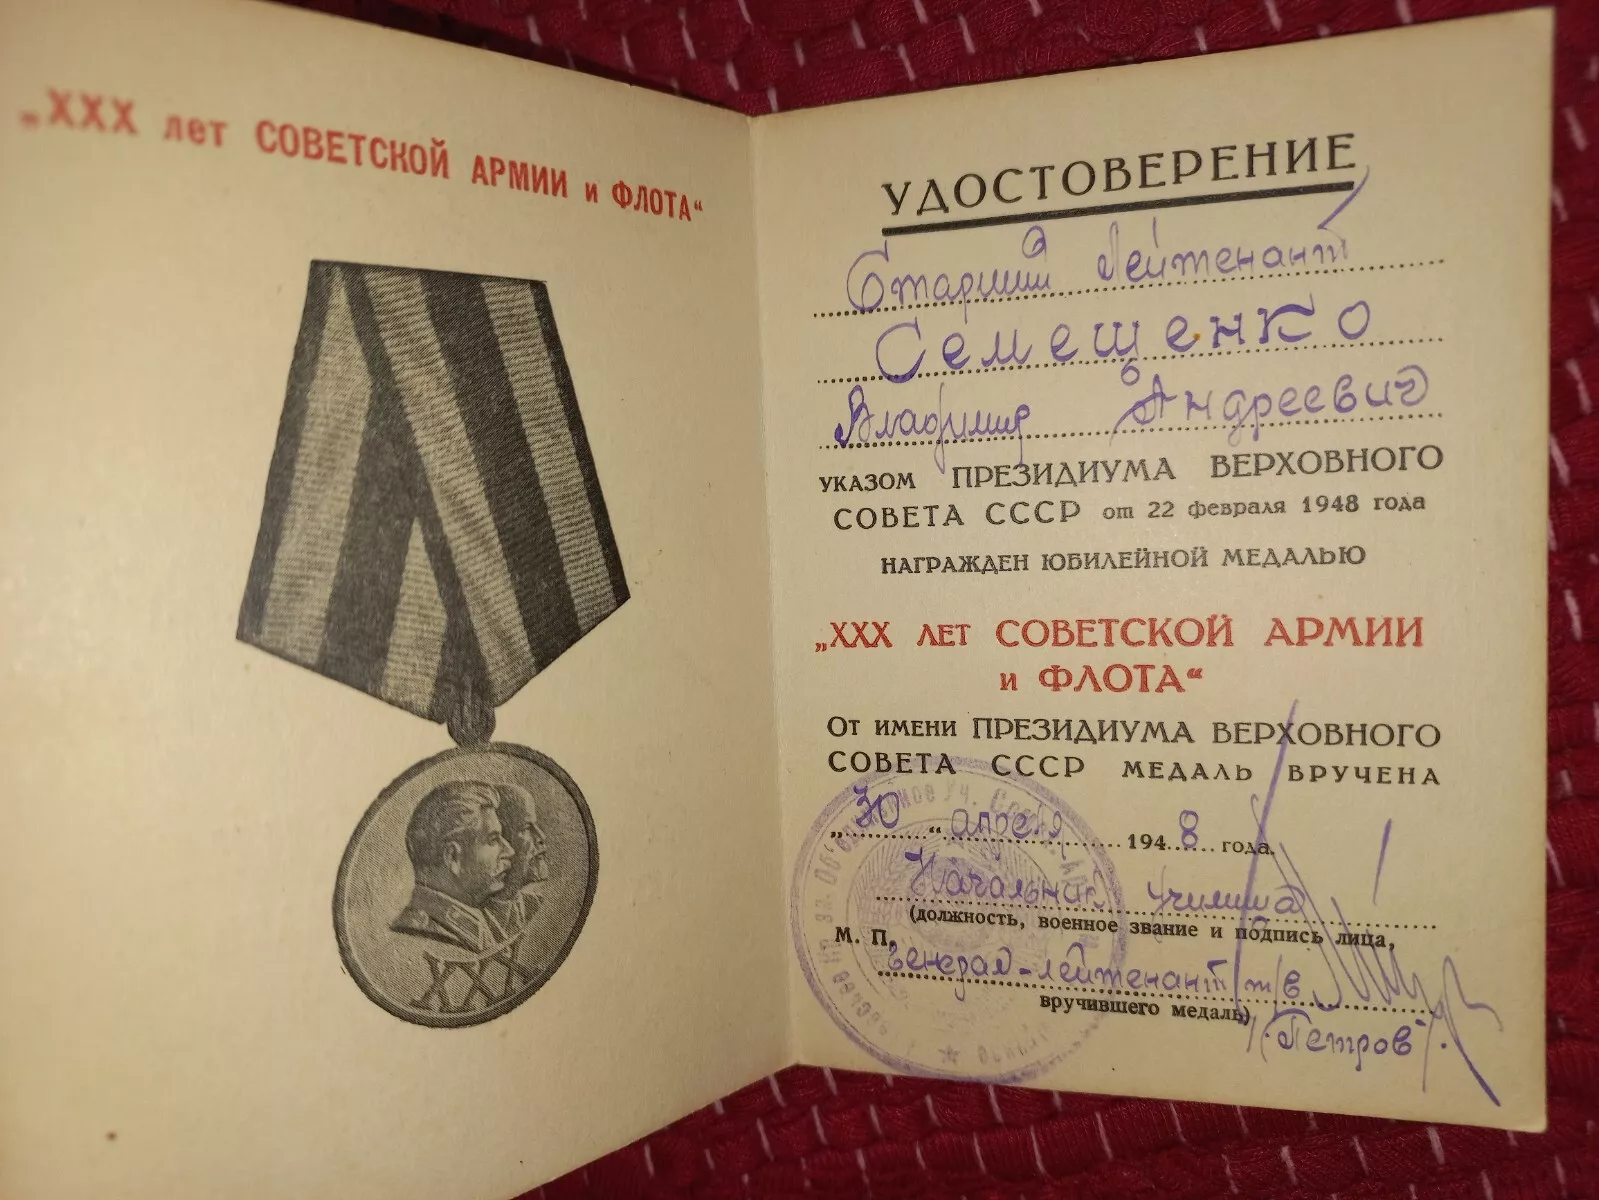 „XXX лет СОВЕТСКОЙ АРМИИ и ФЛОТА“
XXX
УДОСТОВЕРЕНИЕ
Старший Лейтенант
Семещенко
Владимир Андреевич
УКАЗОМ ПРЕЗИДИУМА ВЕРХОВНОГО
СОВЕТА СССР от 22 февраля 1948 года
НАГРАЖДЕН ЮБИЛЕЙНОЙ МЕДАЛЬЮ
„XXX ЛЕТ СОВЕТСКОЙ АРМИИ
и ФЛОТА“
От имени ПРЕЗИДИУМА ВЕРХОВНОГО
СОВЕТА СССР МЕДАЛЬ ВРУЧЕНА
„30“ апреля 1948 года.
Начальник училища
(должность, военное звание и подпись лица,
М. П.
Генерал-лейтенант т/в
вручившего медаль)
/Петров/.